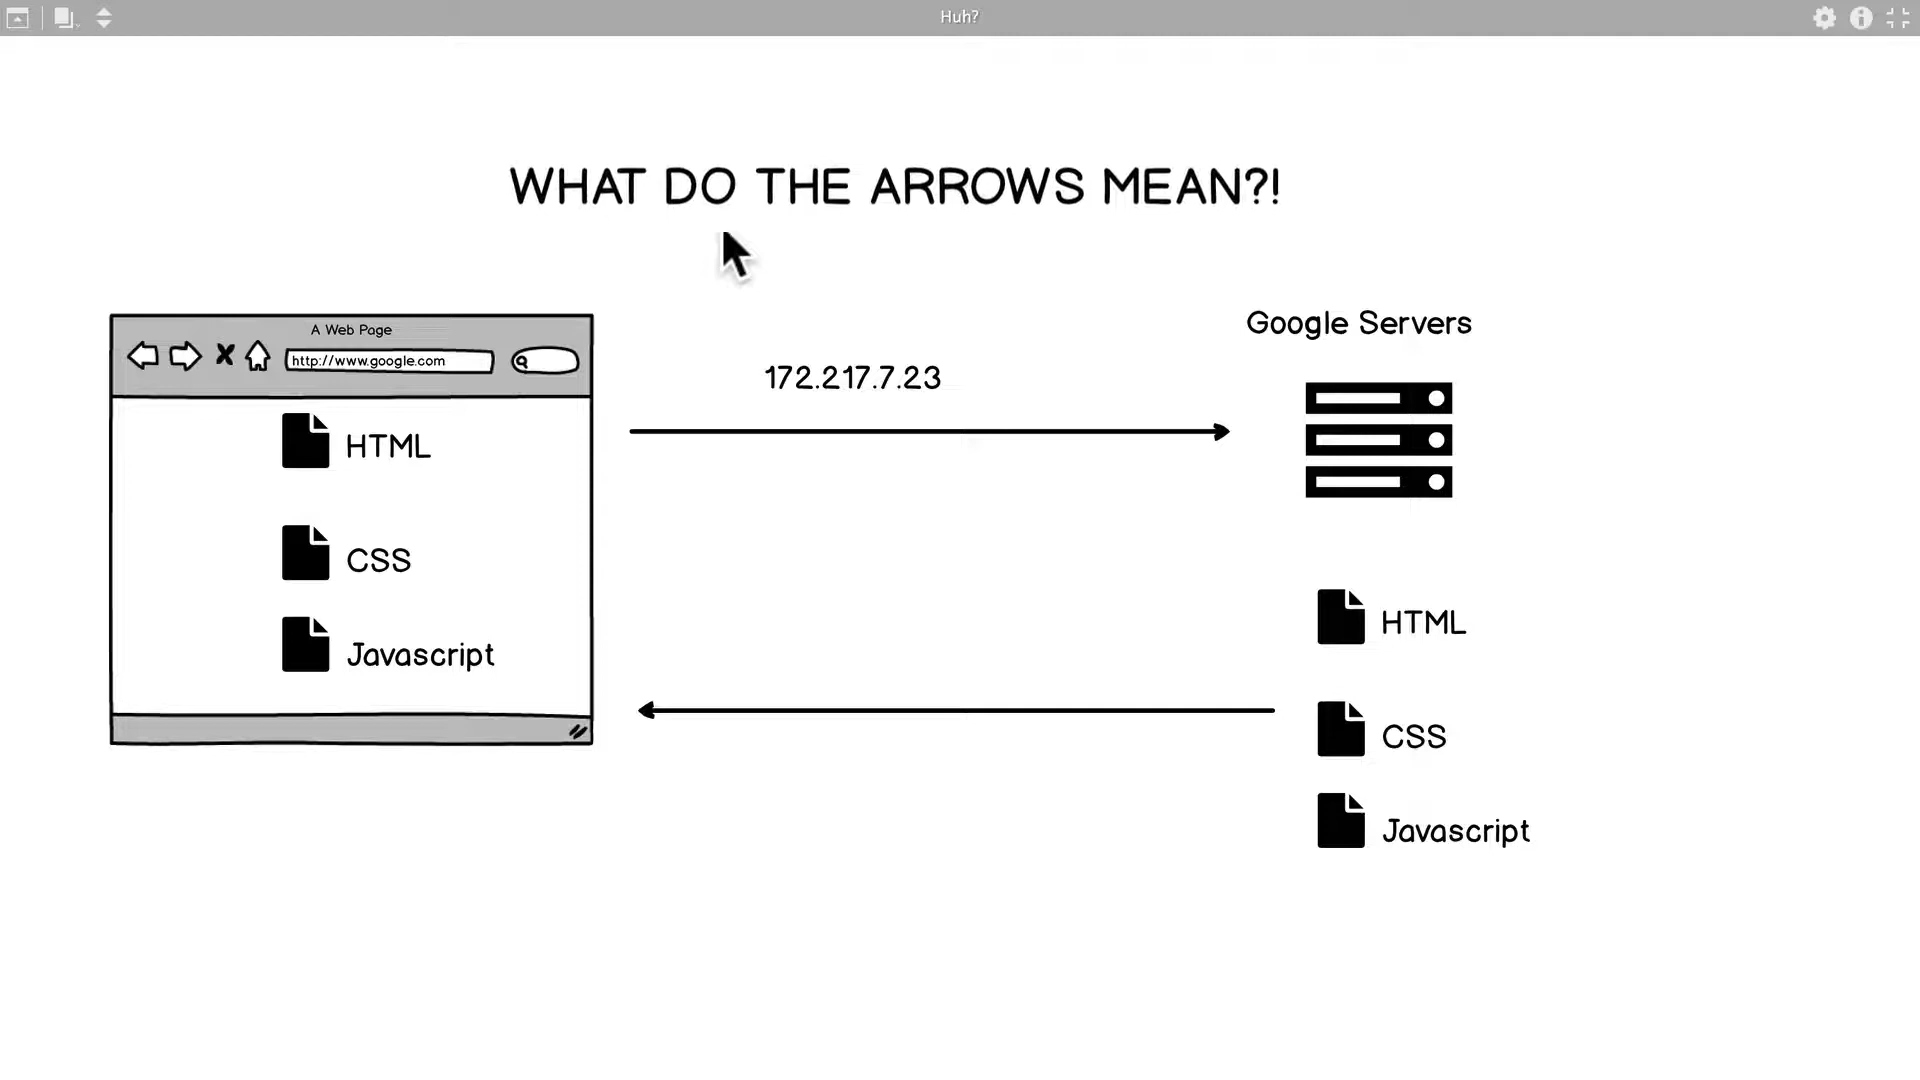 Huh?
WHAT DO THE ARROWS MEAN?!
A Web Page
http://www.google.com
HTML
CSS
Javascript
172.217.7.23
Google Servers
HTML
CSS
Javascript